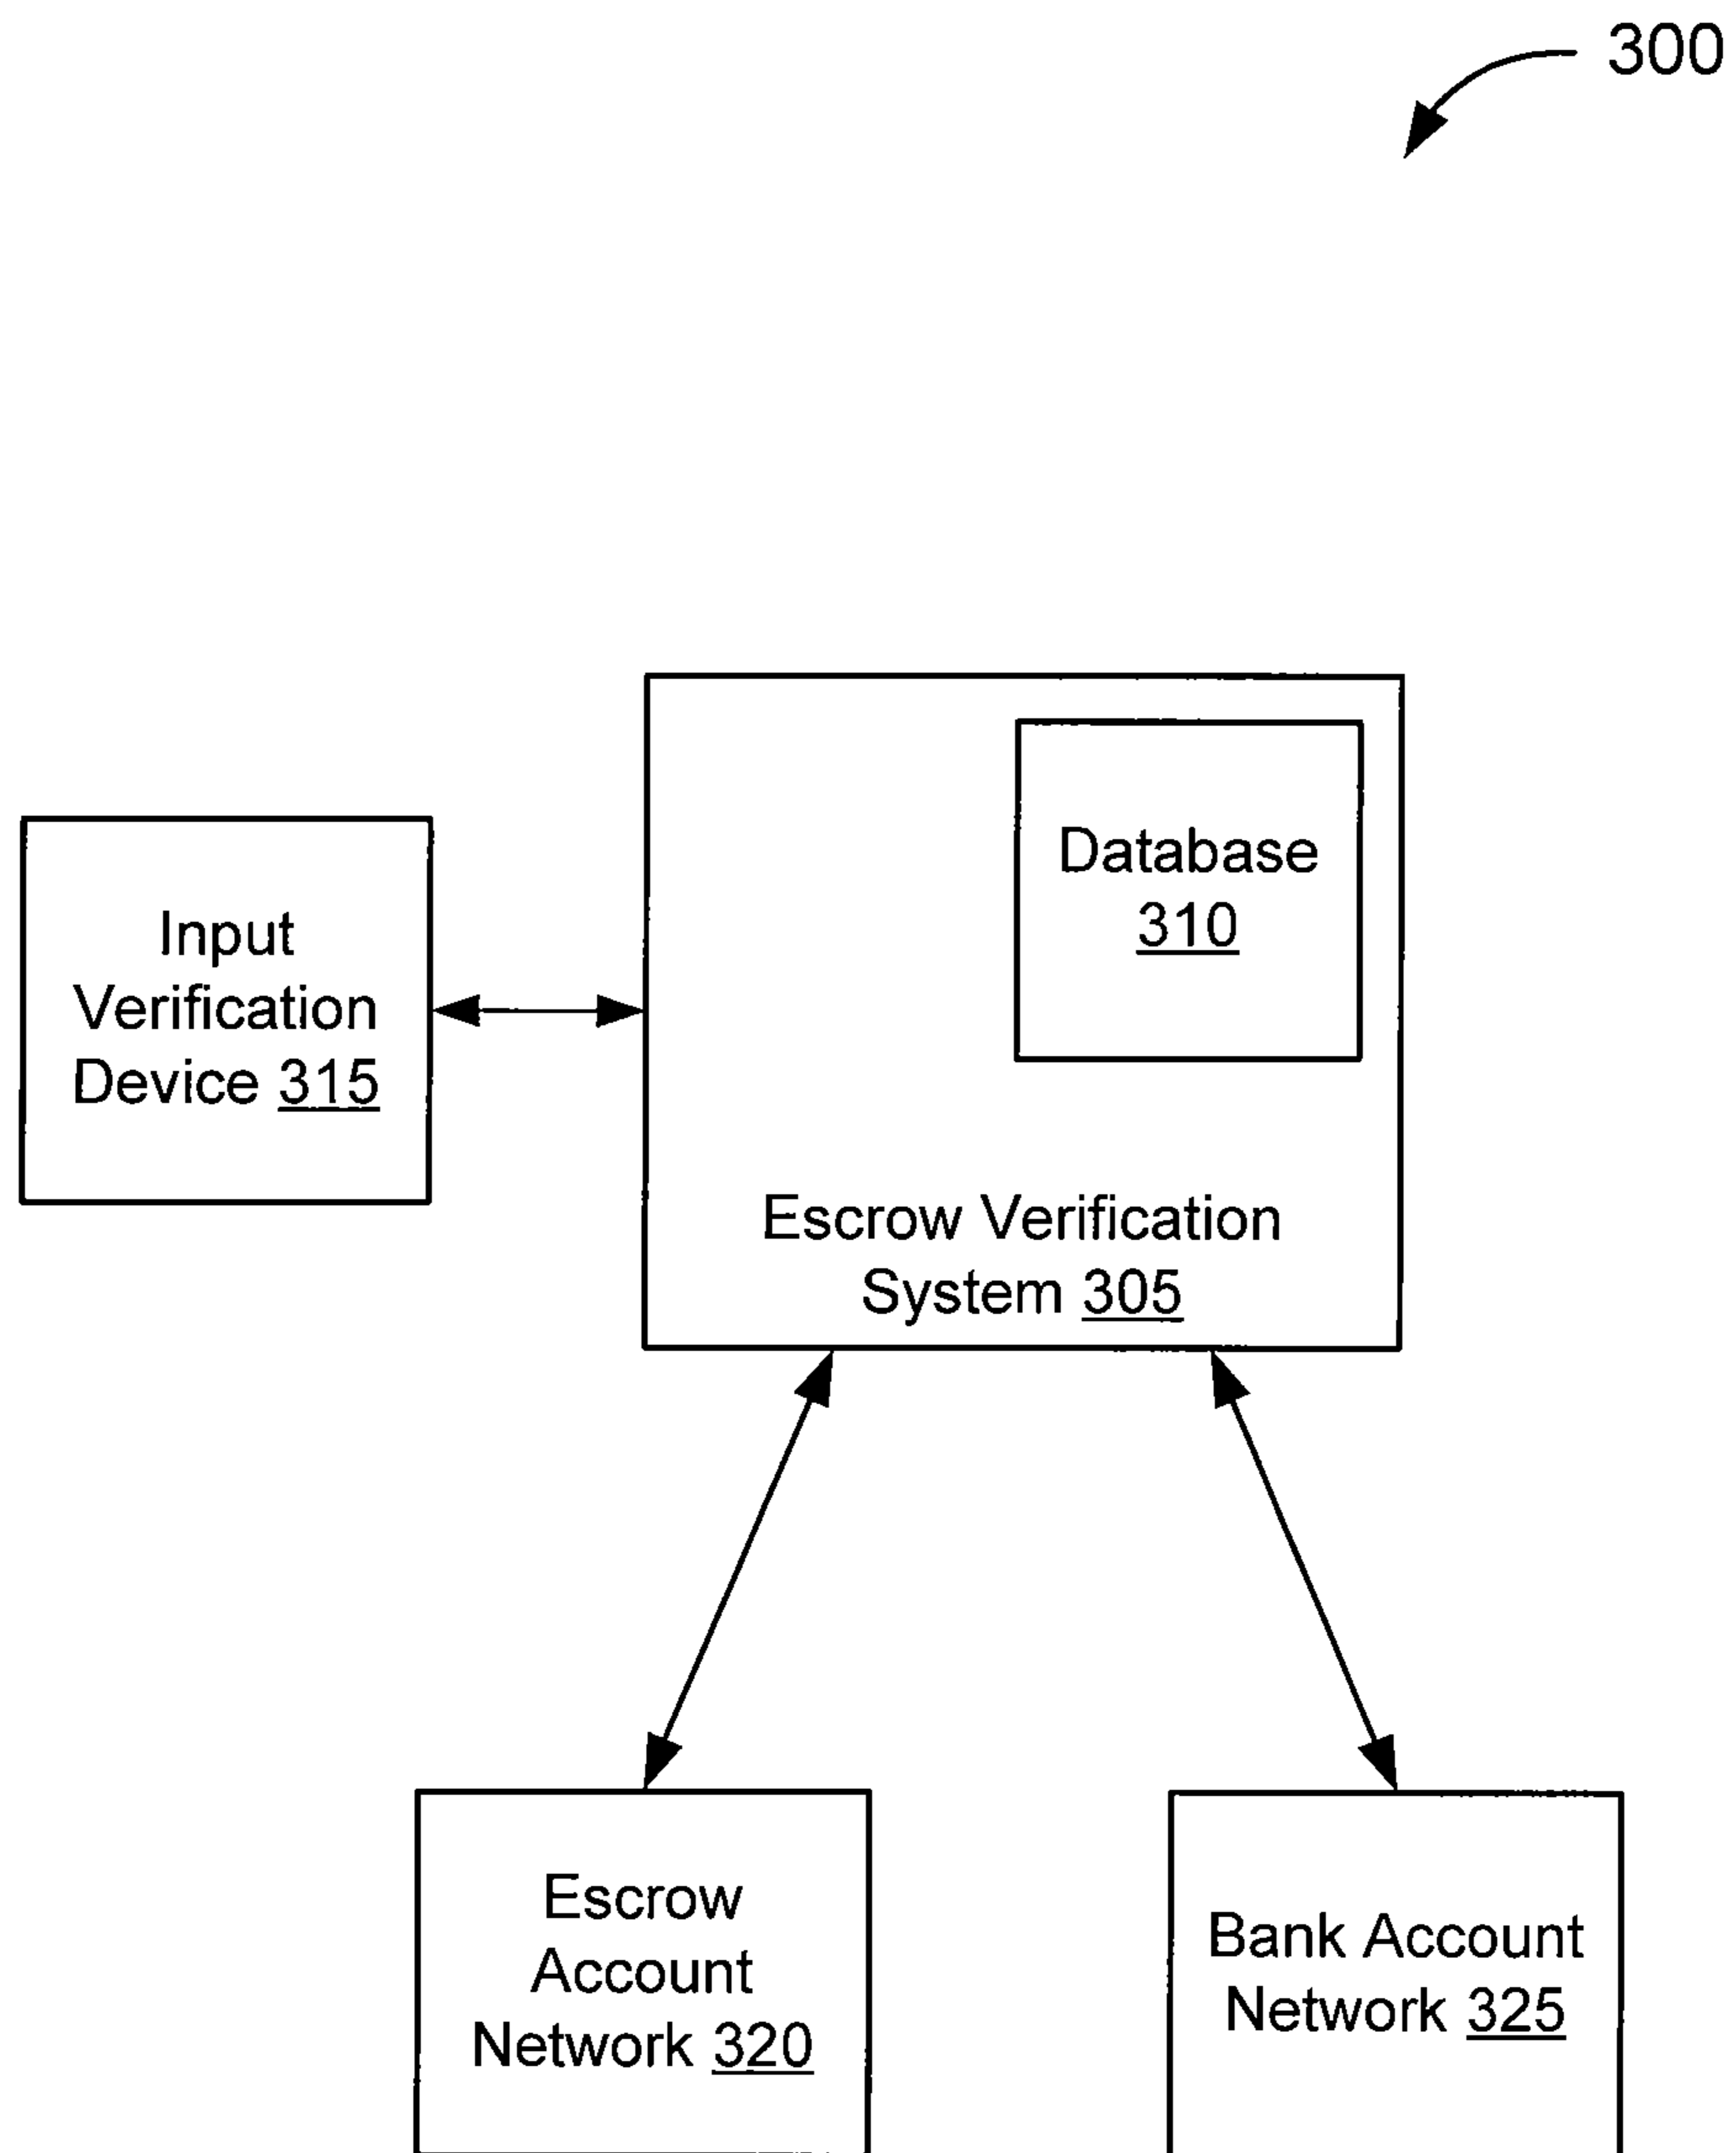 300
Database
310
Input
Verification
Device 315
Escrow Verification
System 305
Escrow
Account
Network 320
Bank Account
Network 325